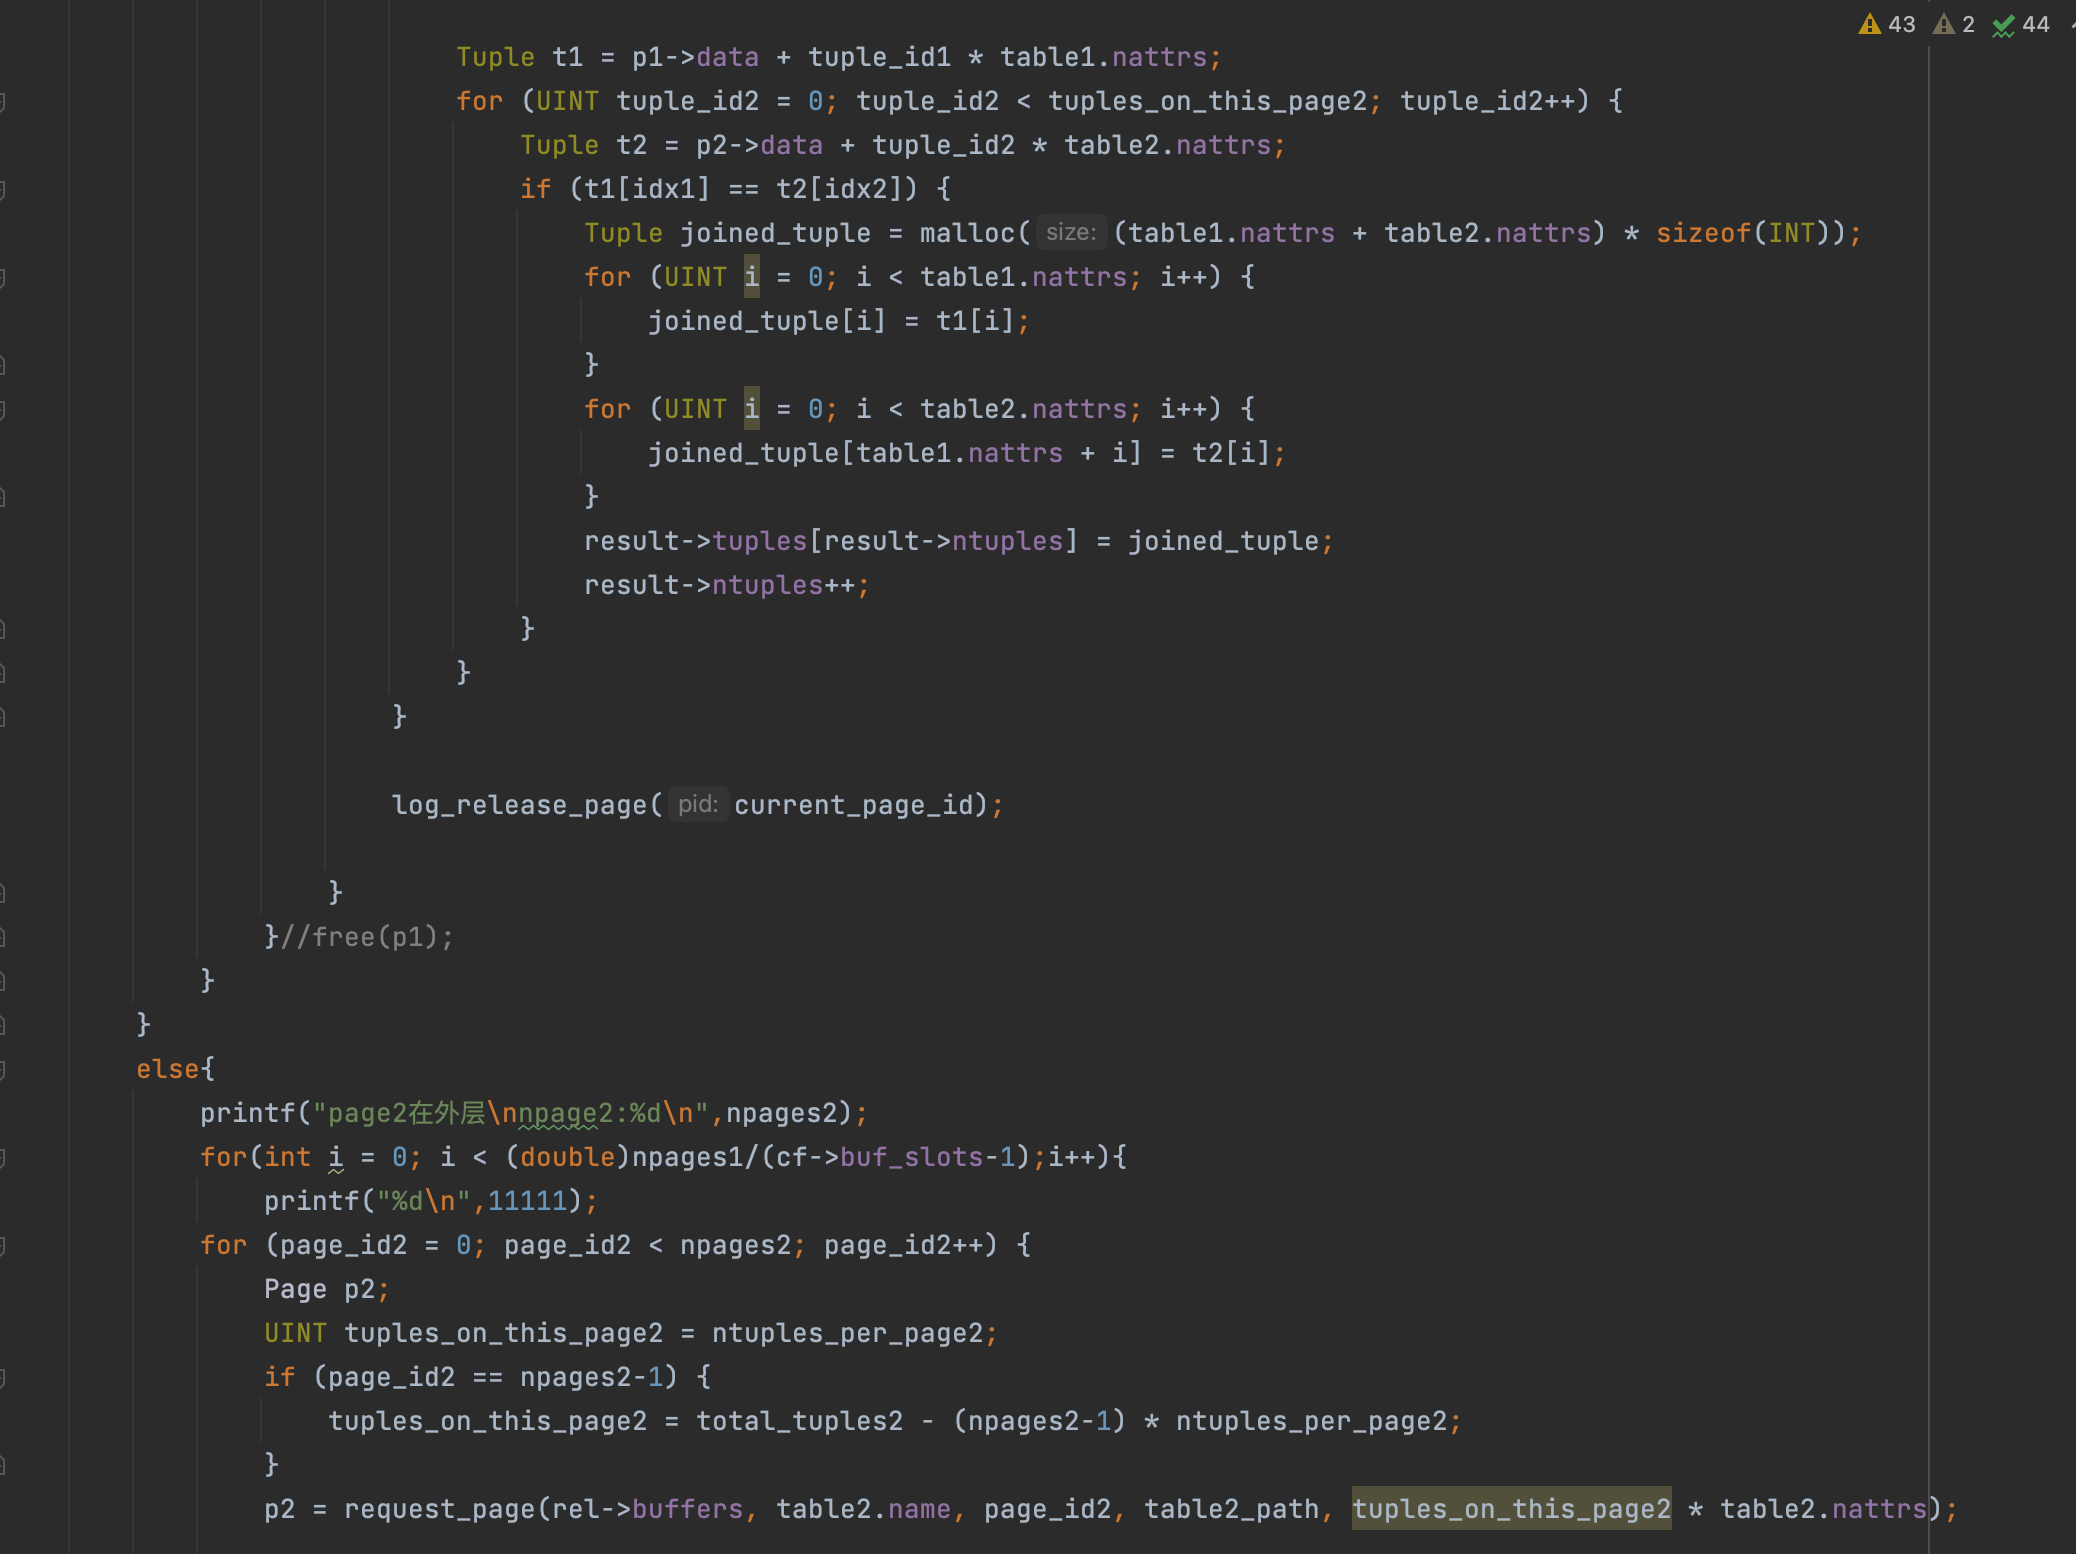 43 2 44
Tuple t1 = p1->data + tuple_id1 * table1.nattrs;
for (UINT tuple_id2 = 0; tuple_id2 < tuples_on_this_page2; tuple_id2++) {
Tuple t2 = p2->data + tuple_id2 * table2.nattrs;
if (t1[idx1] == t2[idx2]) {
Tuple joined_tuple = malloc( size: (table1.nattrs + table2.nattrs) * sizeof(INT));
for (UINT i = 0; i < table1.nattrs; i++) {
joined_tuple[i] = t1[i];
}
for (UINT i = 0; i < table2.nattrs; i++) {
joined_tuple[table1.nattrs + i] = t2[i];
}
result->tuples[result->ntuples] = joined_tuple;
result->ntuples++;
}
}
}
log_release_page( pid: current_page_id);
}
}//free(p1);
}
}
else{
printf("page2在外层\nnpage2:%d\n",npages2);
for(int i = 0; i < (double)npages1/(cf->buf_slots-1);i++){
printf("%d\n",11111);
for (page_id2 = 0; page_id2 < npages2; page_id2++) {
Page p2;
UINT tuples_on_this_page2 = ntuples_per_page2;
if (page_id2 == npages2-1) {
tuples_on_this_page2 = total_tuples2 - (npages2-1) * ntuples_per_page2;
}
p2 = request_page(rel->buffers, table2.name, page_id2, table2_path, tuples_on_this_page2 * table2.nattrs);